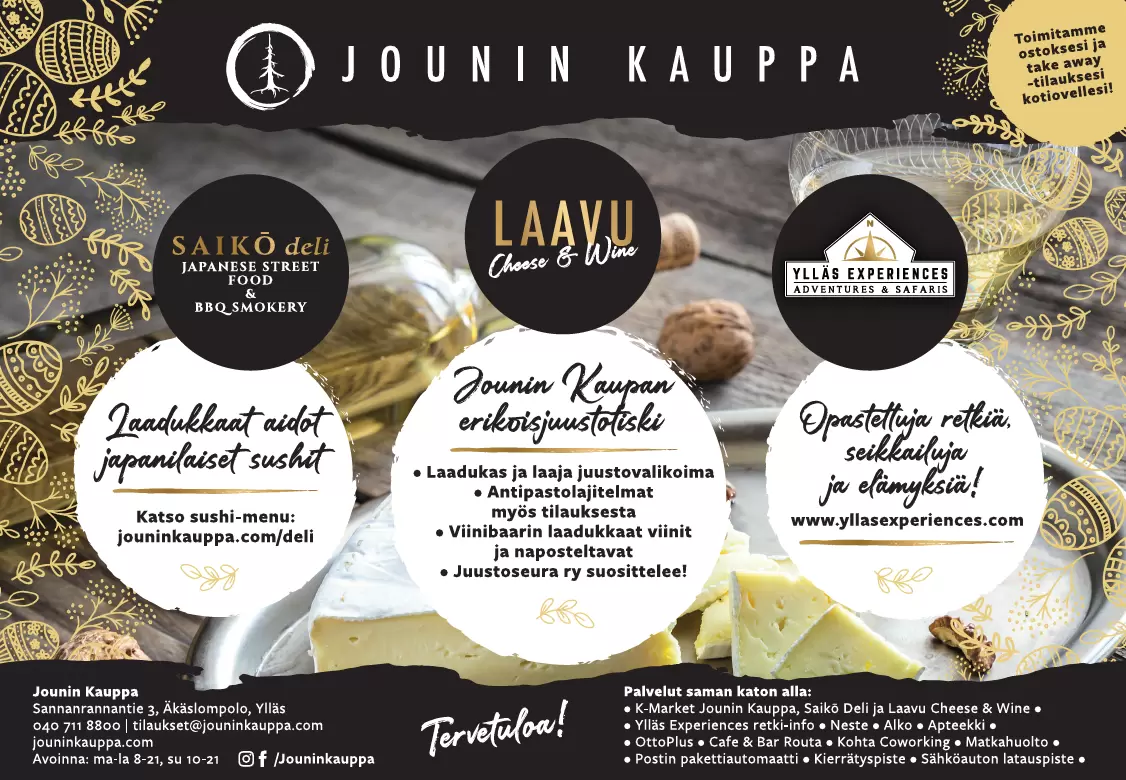 JOUNIN KAUPPA
Toimitamme
ostoksesi ja
take away
-tilauksesi
kotiovellesi!
SAIKŌ deli
JAPANESE STREET
FOOD
&
BBQ SMOKERY
Laadukkaat aidot
japanilaiset sushit
Katso sushi-menu:
jouninkauppa.com/deli
LAAVU
Cheese & Wine
Jounin Kaupan
erikoisjuustotiski
• Laadukas ja laaja juustovalikoima
• Antipastolajitelmat
myös tilauksesta
• Viinibaarin laadukkaat viinit
ja naposteltavat
• Juustoseura ry suosittelee!
N
YLLÄS EXPERIENCES
ADVENTURES & SAFARIS
Opastettuja retkiä,
seikkailuja
ja elämyksiä!
www.yllasexperiences.com
Jounin Kauppa
Sannanrannantie 3, Äkäslompolo, Ylläs
040 711 8800 | tilaukset@jouninkauppa.com
jouninkauppa.com
Avoinna: ma-la 8-21, su 10-21 f /Jouninkauppa
Tervetuloa!
Palvelut saman katon alla:
• K-Market Jounin Kauppa, Saikō Deli ja Laavu Cheese & Wine •
• Ylläs Experiences retki-info • Neste • Alko • Apteekki •
• OttoPlus • Cafe & Bar Routa • Kohta Coworking • Matkahuolto •
• Postin pakettiautomaatti • Kierrätyspiste • Sähköauton latauspiste •